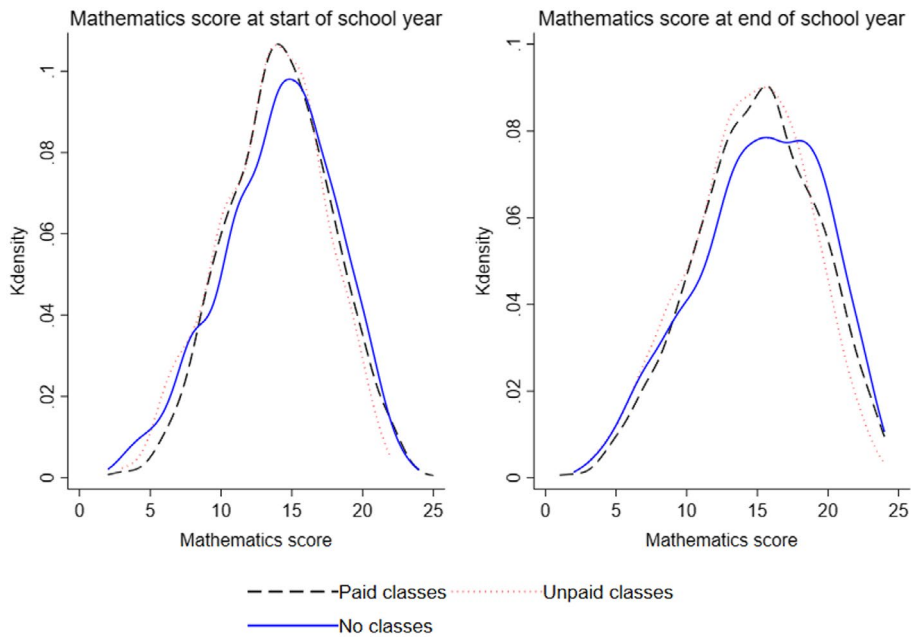 Mathematics score at start of school year
Kdensity
0
.02
.04
.06
.08
.1
0 5 10 15 20 25
Mathematics score
Mathematics score at end of school year
Kdensity
0
.02
.04
.06
.08
.1
0 5 10 15 20 25
Mathematics score
Paid classes
Unpaid classes
No classes